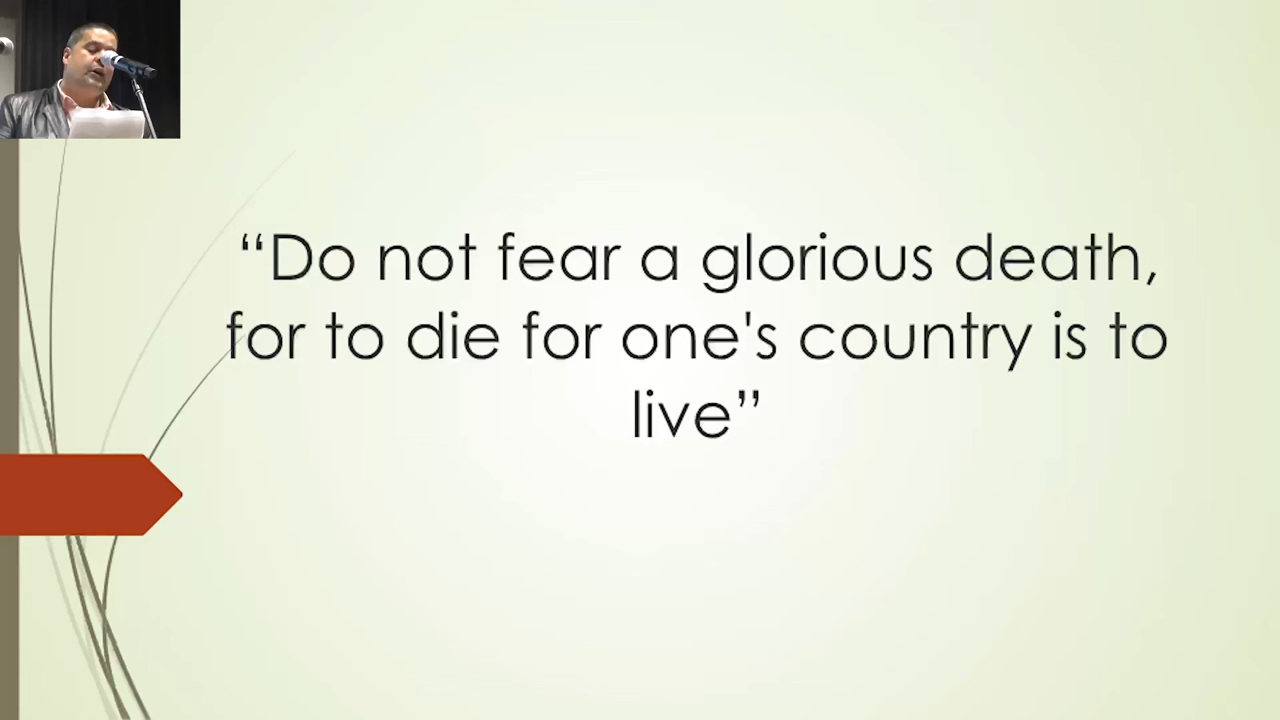 “Do not fear a glorious death,
for to die for one's country is to
live”